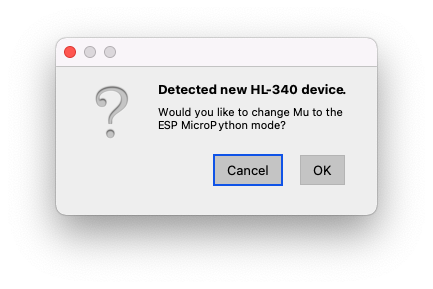 Detected new HL-340 device.
Would you like to change Mu to the
ESP MicroPython mode?
Cancel
OK